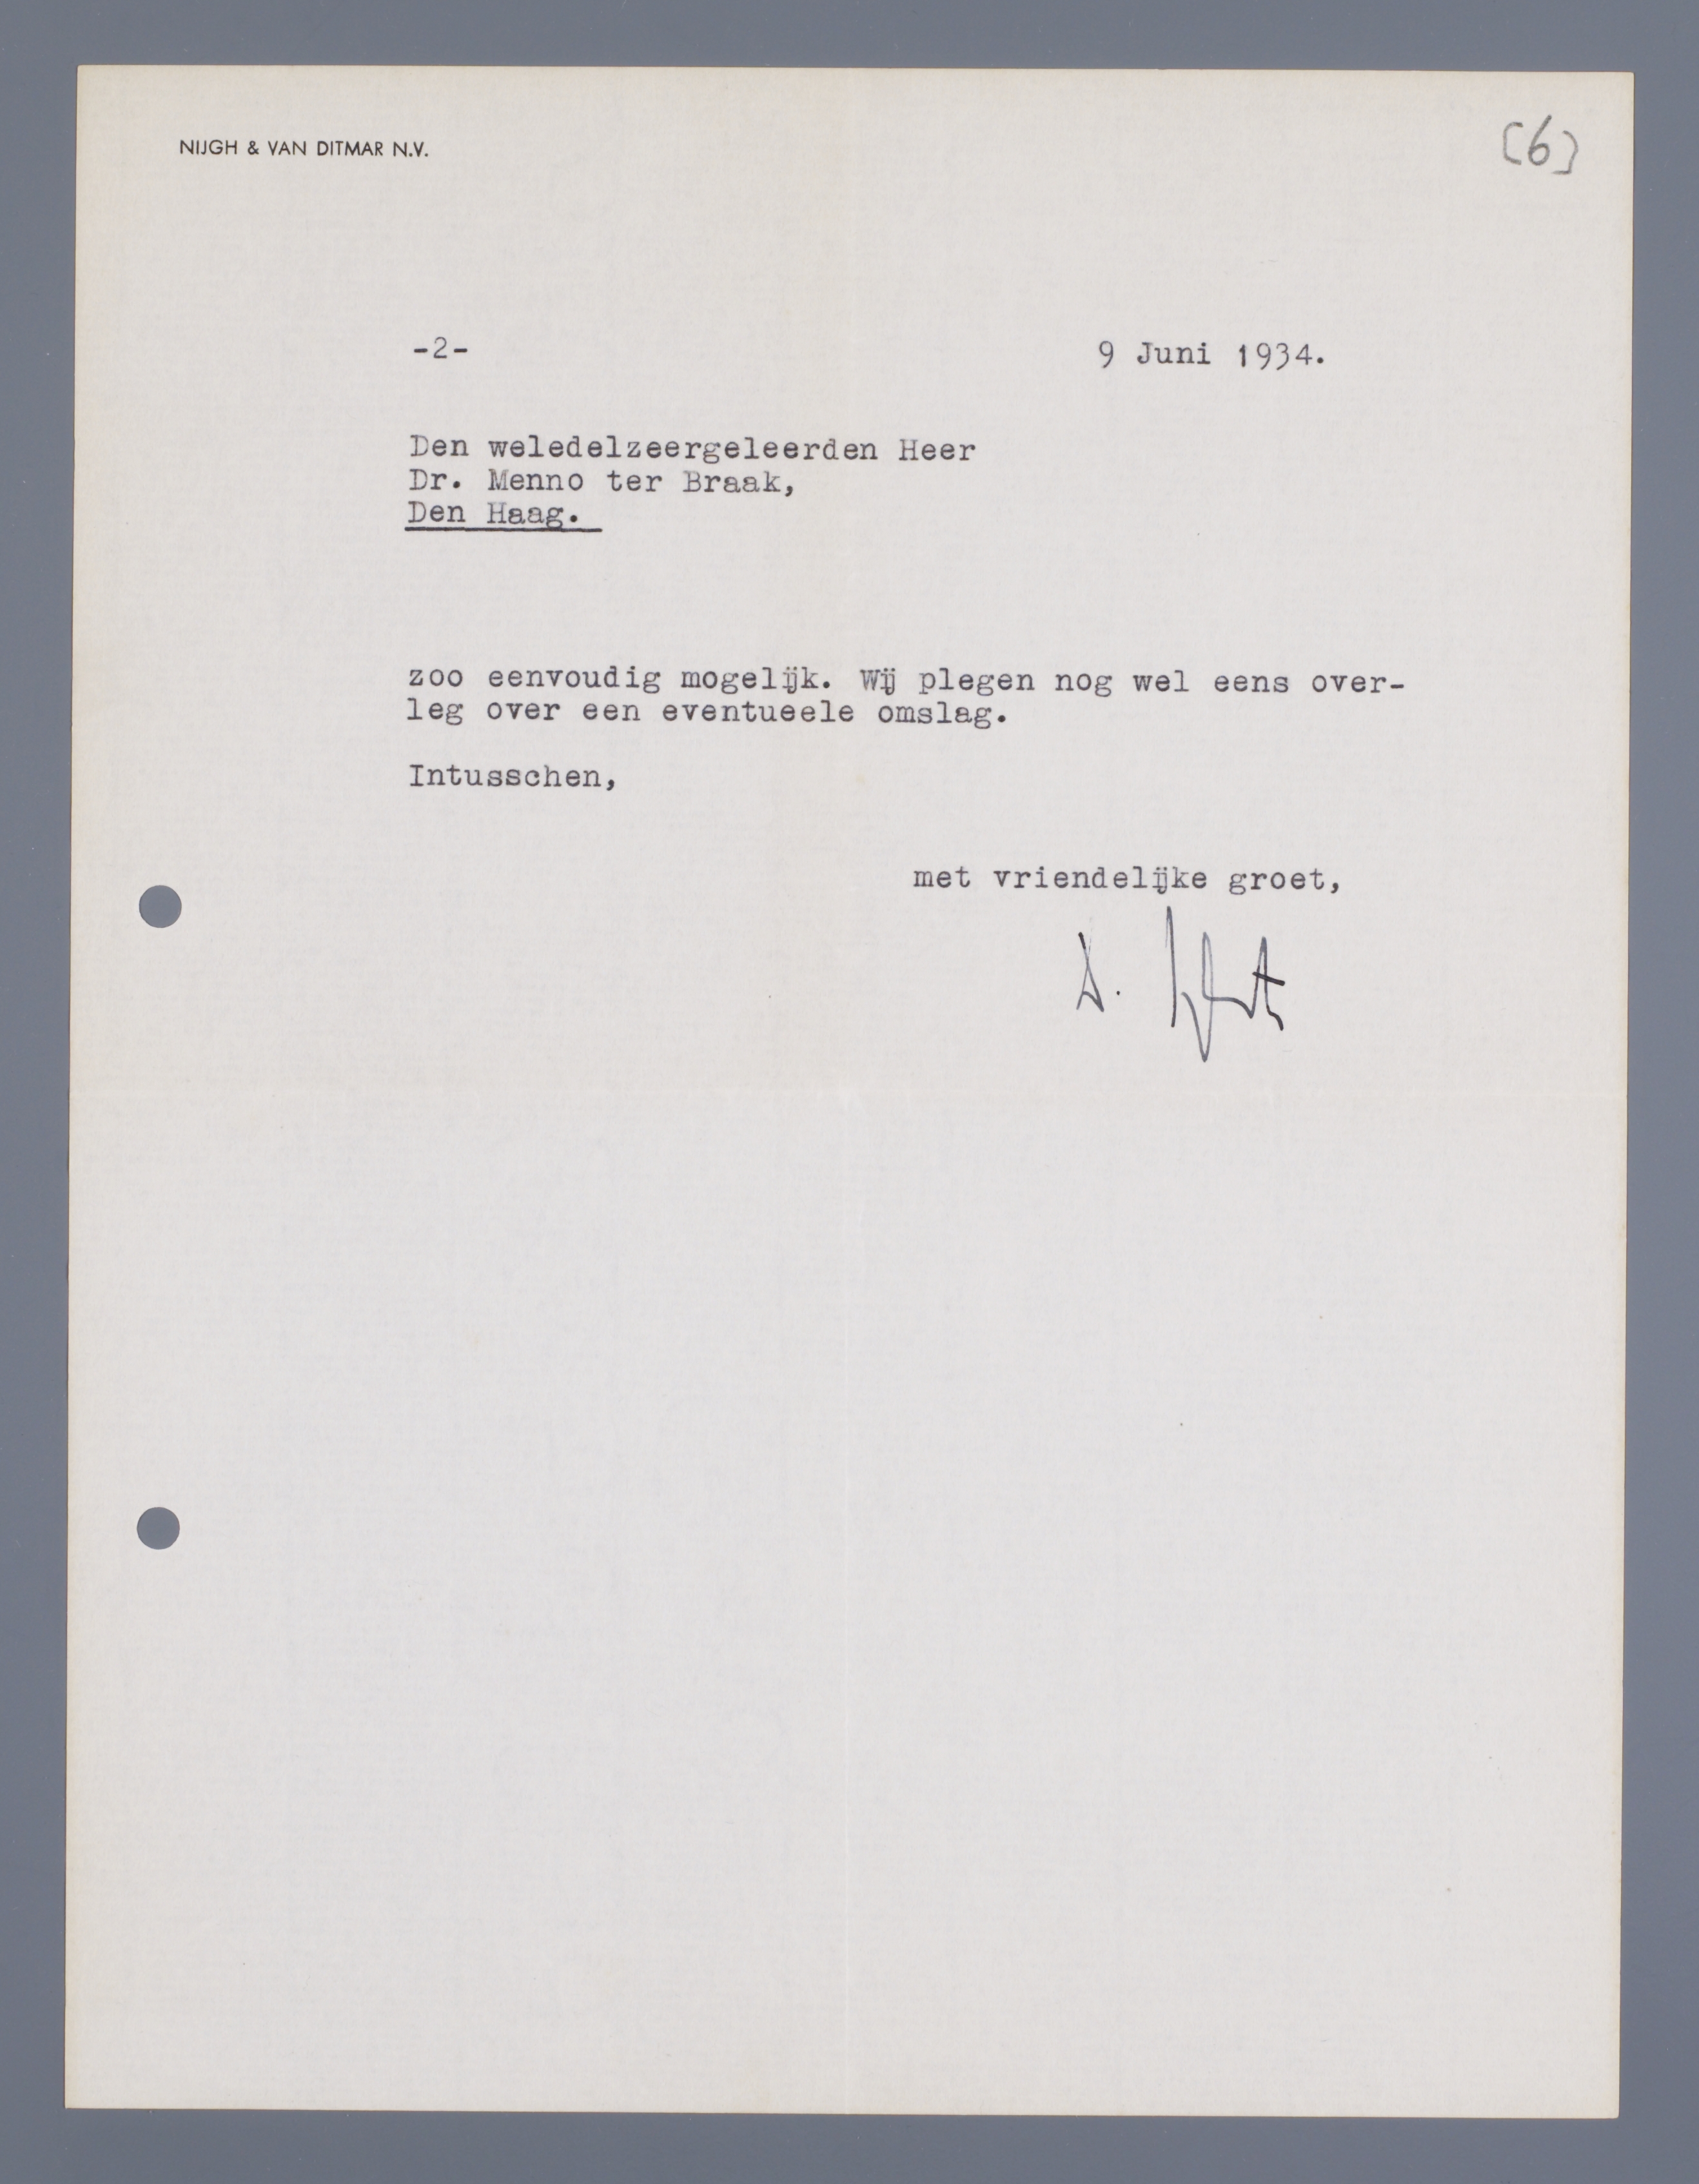 NIJGH & VAN DITMAR N.V.
[6]
-2-
9 Juni 1934.
Den weledelzeergeleerden Heer
Dr. Menno ter Braak,
Den Haag.
zoo eenvoudig mogelijk. Wij plegen nog wel eens over-
leg over een eventueele omslag.
Intusschen,
met vriendelijke groet,